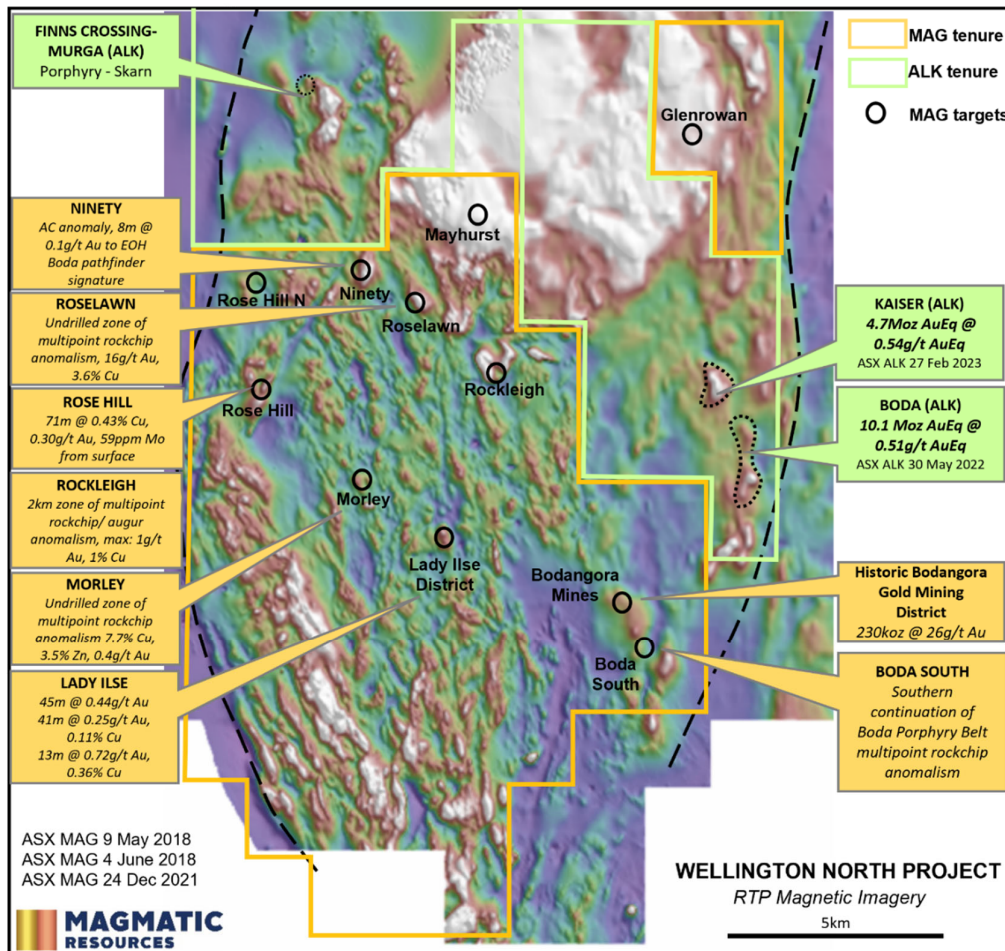 FINNS CROSSING-
MURGA (ALK)
Porphyry - Skarn
NINETY
AC anomaly, 8m @
0.1g/t Au to EOH
Boda pathfinder
signature
ROSELAWN
Undrilled zone of
multipoint rockchip
anomalism, 16g/t Au,
3.6% Cu
ROSE HILL
71m @ 0.43% Cu,
0.30g/t Au, 59ppm Mo
from surface
ROCKLEIGH
2km zone of multipoint
rockchip/ augur
anomalism, max: 1g/t
Au, 1% Cu
MORLEY
Undrilled zone of
multipoint rockchip
anomalism 7.7% Cu,
3.5% Zn, 0.4g/t Au
LADY ILSE
45m @ 0.44g/t Au
41m @ 0.25g/t Au,
0.11% Cu
13m @ 0.72g/t Au,
0.36% Cu
ASX MAG 9 May 2018
ASX MAG 4 June 2018
ASX MAG 24 Dec 2021
MAGMATIC
RESOURCES
Glenrowan
Mayhurst
Rose Hill N
Ninety
Roselawn
Rockleigh
Rose Hill
Morley
Lady Ilse
District
Bodangora
Mines
Boda
South
MAG tenure
ALK tenure
MAG targets
KAISER (ALK)
4.7Moz AuEq @
0.54g/t AuEq
ASX ALK 27 Feb 2023
BODA (ALK)
10.1 Moz AuEq @
0.51g/t AuEq
ASX ALK 30 May 2022
Historic Bodangora
Gold Mining
District
230koz @ 26g/t Au
BODA SOUTH
Southern
continuation of
Boda Porphyry Belt
multipoint rockchip
anomalism
WELLINGTON NORTH PROJECT
RTP Magnetic Imagery
5km